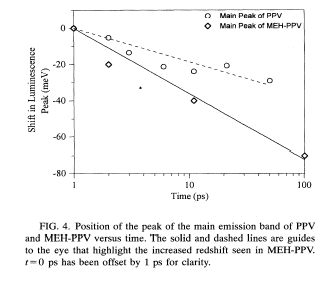 Main Peak of PPV
Main Peak of MEH-PPV
Shift in Luminescence
Peak (meV)
0
-20
-40
-60
-80
1
10
100
Time (ps)
FIG. 4. Position of the peak of the main emission band of PPV
and MEH-PPV versus time. The solid and dashed lines are guides
to the eye that highlight the increased redshift seen in MEH-PPV.
t=0 ps has been offset by 1 ps for clarity.